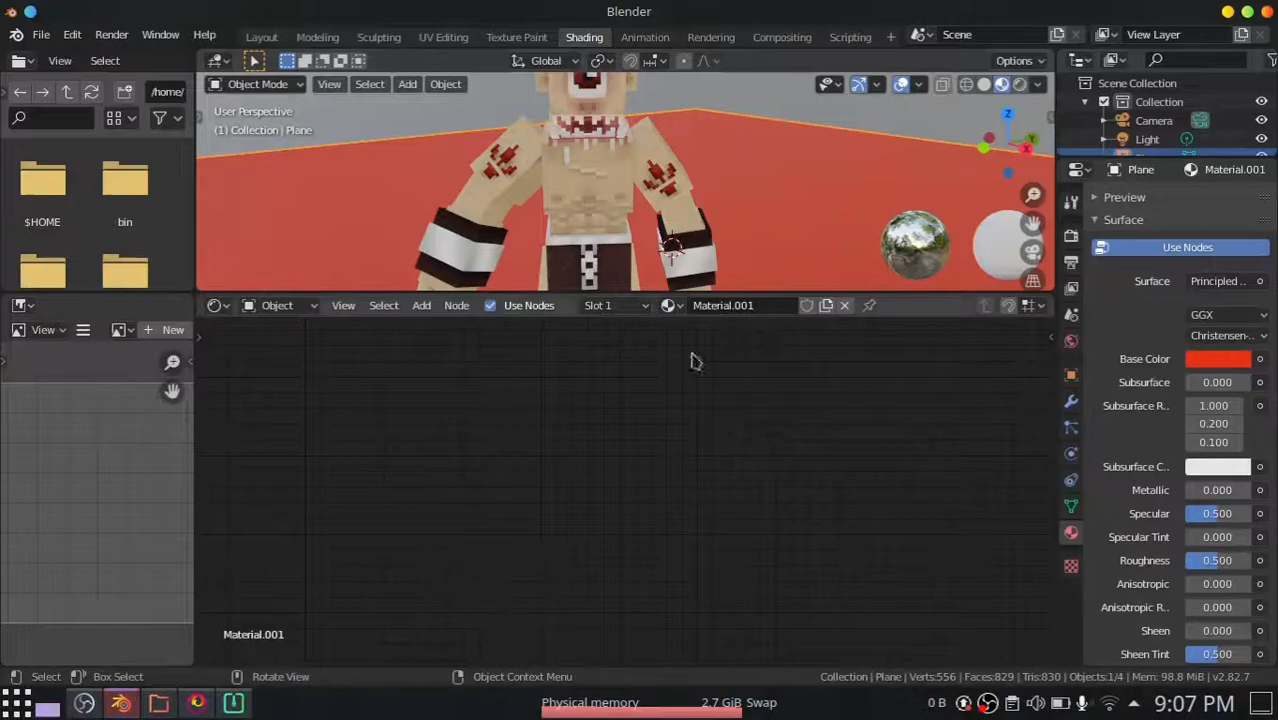 Blender
File Edit Render Window Help
Layout Modeling Sculpting UV Editing Texture Paint Shading Animation Rendering Compositing Scripting
Scene
View Layer
View Select
Global
Options
/home/
Object Mode View Select Add Object
User Perspective
(1) Collection | Plane
$HOME
bin
Scene Collection
Collection
Camera
Light
Plane
Material.001
Preview
Surface
Use Nodes
Surface Principled ..
GGX
Christensen-..
Base Color
Subsurface 0.000
Subsurface R.. 1.000
0.200
0.100
Subsurface C..
Metallic 0.000
Specular 0.500
Specular Tint 0.000
Roughness 0.500
Anisotropic 0.000
Anisotropic R.. 0.000
Sheen 0.000
Sheen Tint 0.500
Object View Select Add Node Use Nodes Slot 1 Material.001
View New
Material.001
Select Box Select Rotate View Object Context Menu
Collection | Plane | Verts:556 | Faces:829 | Tris:830 | Objects:1/4 | Mem: 98.8 MiB | v2.82.7
Physical memory 2.7 GiB Swap 0 B
9:07 PM